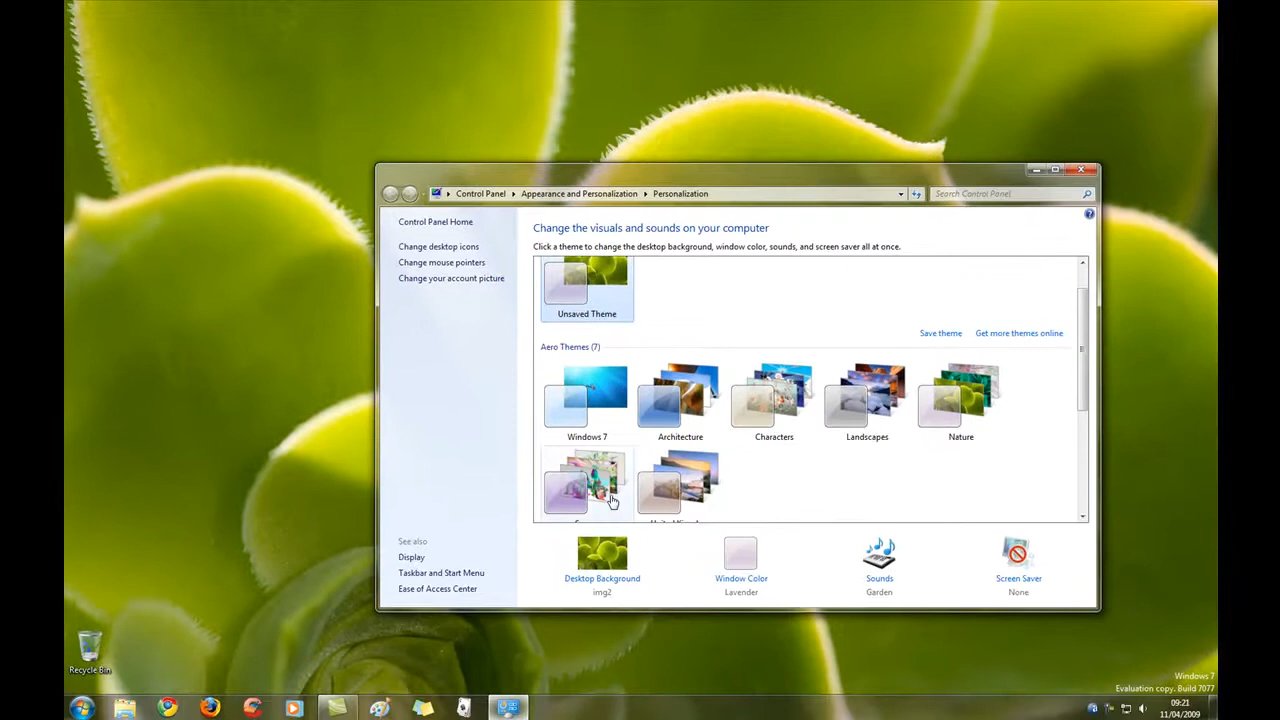 Control Panel
Appearance and Personalization
Personalization
Search Control Panel
Control Panel Home
Change desktop icons
Change mouse pointers
Change your account picture
Change the visuals and sounds on your computer
Click a theme to change the desktop background, window color, sounds, and screen saver all at once.
Unsaved Theme
Save theme
Get more themes online
Aero Themes (7)
Windows 7
Architecture
Characters
Landscapes
Nature
See also
Display
Taskbar and Start Menu
Ease of Access Center
Desktop Background
img2
Window Color
Lavender
Sounds
Garden
Screen Saver
None
Recycle Bin
Windows 7
Evaluation copy. Build 7077
09:21
11/04/2009